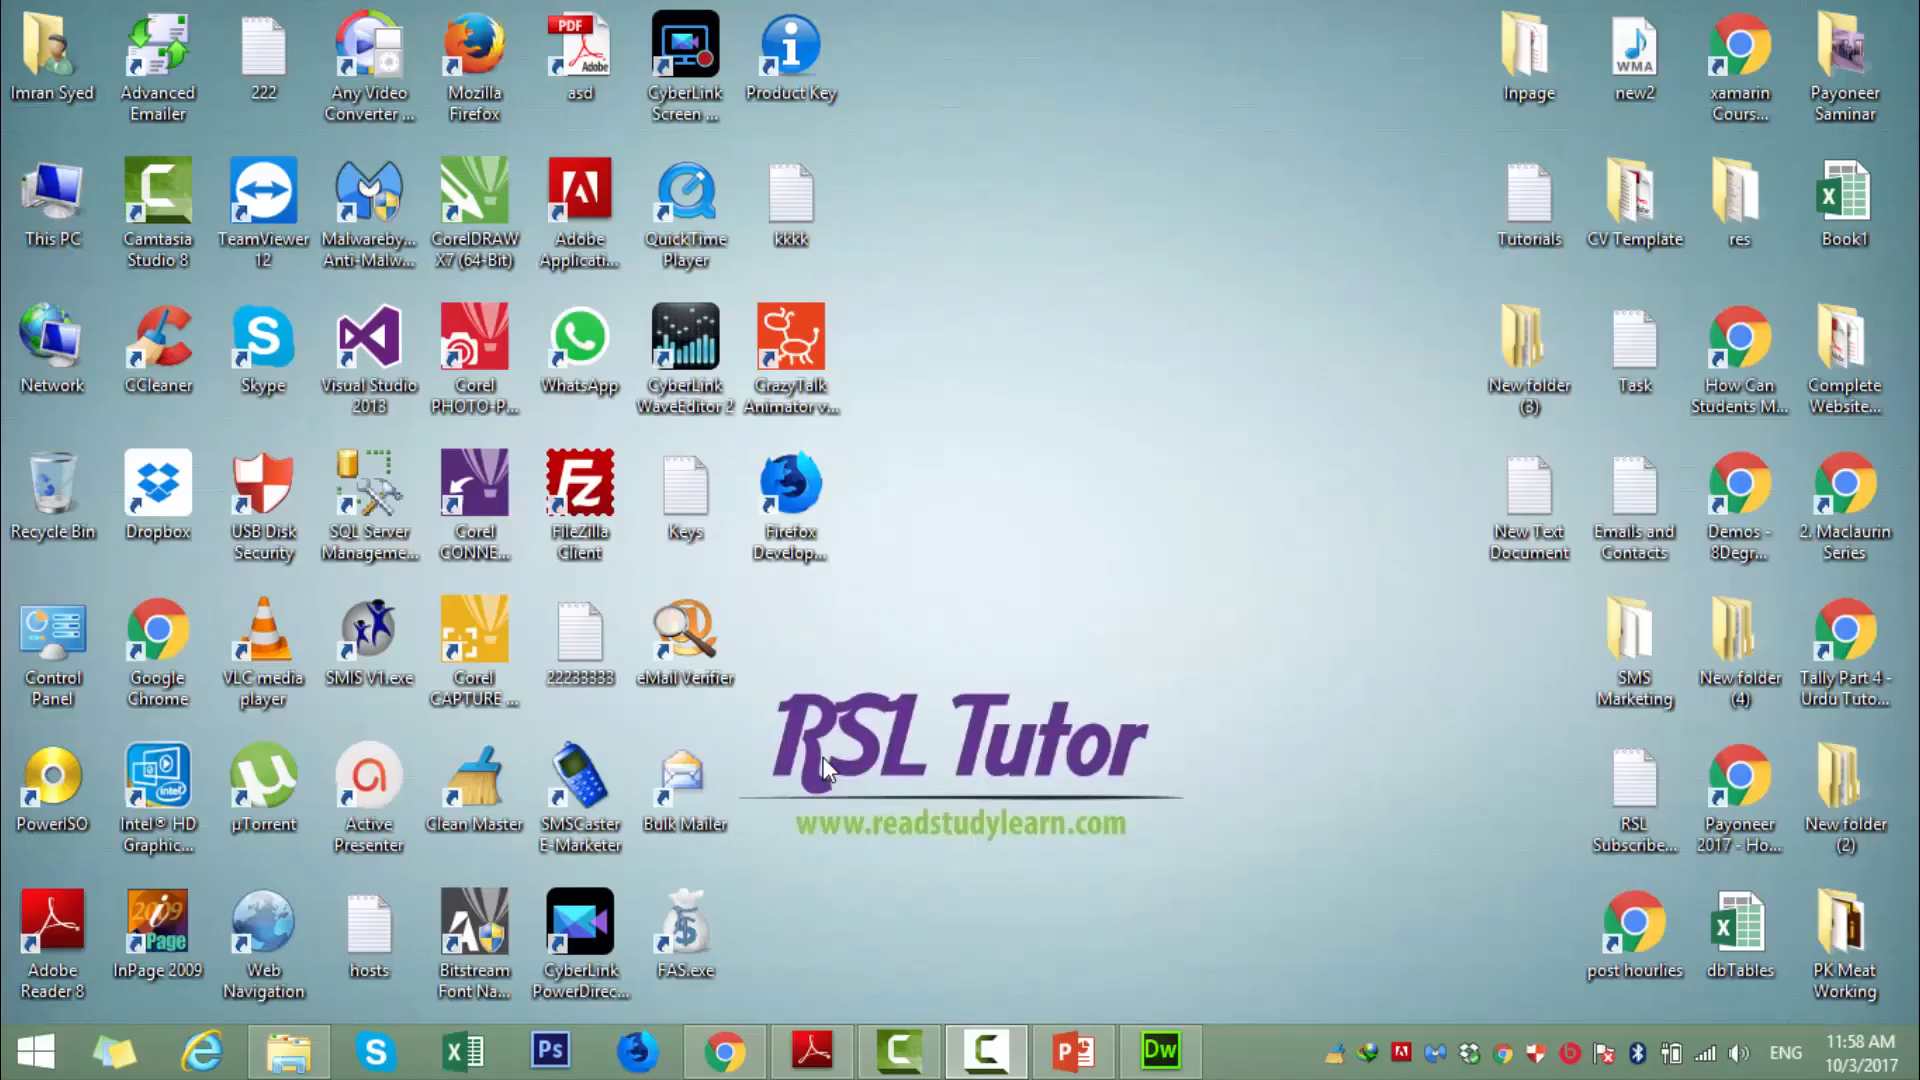 Imran Syed
Advanced
Emailer
222
Any Video
Converter ...
Mozilla
Firefox
PDF
Adobe
asd
CyberLink
Screen ...
Product Key
Inpage
WMA
new2
xamarin
Cours...
Payoneer
Saminar
This PC
Camtasia
Studio 8
TeamViewer
12
Malwareby...
Anti-Malw...
CorelDRAW
X7 (64-Bit)
Adobe
Applicati...
QuickTime
Player
kkkk
Tutorials
CV Template
res
Book1
Network
CCleaner
Skype
Visual Studio
2013
Corel
PHOTO-P...
WhatsApp
CyberLink
WaveEditor 2
CrazyTalk
Animator v...
New folder
(3)
Task
How Can
Students M...
Complete
Website...
Recycle Bin
Dropbox
USB Disk
Security
SQL Server
Manageme...
Corel
CONNE...
FileZilla
Client
Keys
Firefox
Develop...
New Text
Document
Emails and
Contacts
Demos -
8Degr...
2. Maclaurin
Series
Control
Panel
Google
Chrome
VLC media
player
SMIS V1.exe
Corel
CAPTURE ...
22233333
eMail Verifier
SMS
Marketing
New folder
(4)
Tally Part 4 -
Urdu Tuto...
RSL Tutor
www.readstudylearn.com
PowerISO
intel
Intel® HD
Graphic...
µTorrent
Active
Presenter
Clean Master
SMSCaster
E-Marketer
Bulk Mailer
RSL
Subscribe...
Payoneer
2017 - Ho...
New folder
(2)
Adobe
Reader 8
2009
Page
InPage 2009
Web
Navigation
hosts
Bitstream
Font Na...
CyberLink
PowerDirec...
FAS.exe
post hourlies
dbTables
PK Meat
Working
Ps
Dw
ENG
11:58 AM
10/3/2017